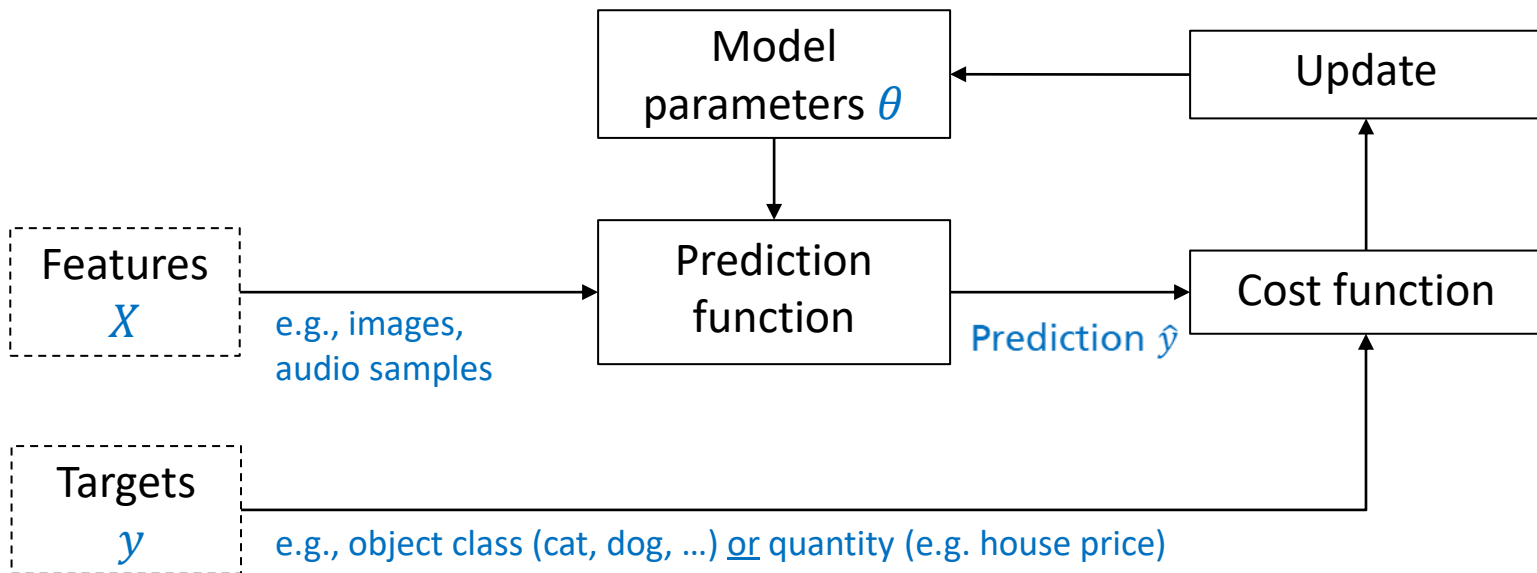 Model
parameters θ
Update
Features
X
Prediction
function
Cost function
e.g., images,
audio samples
Prediction ŷ
Targets
y
e.g., object class (cat, dog, …) or quantity (e.g. house price)